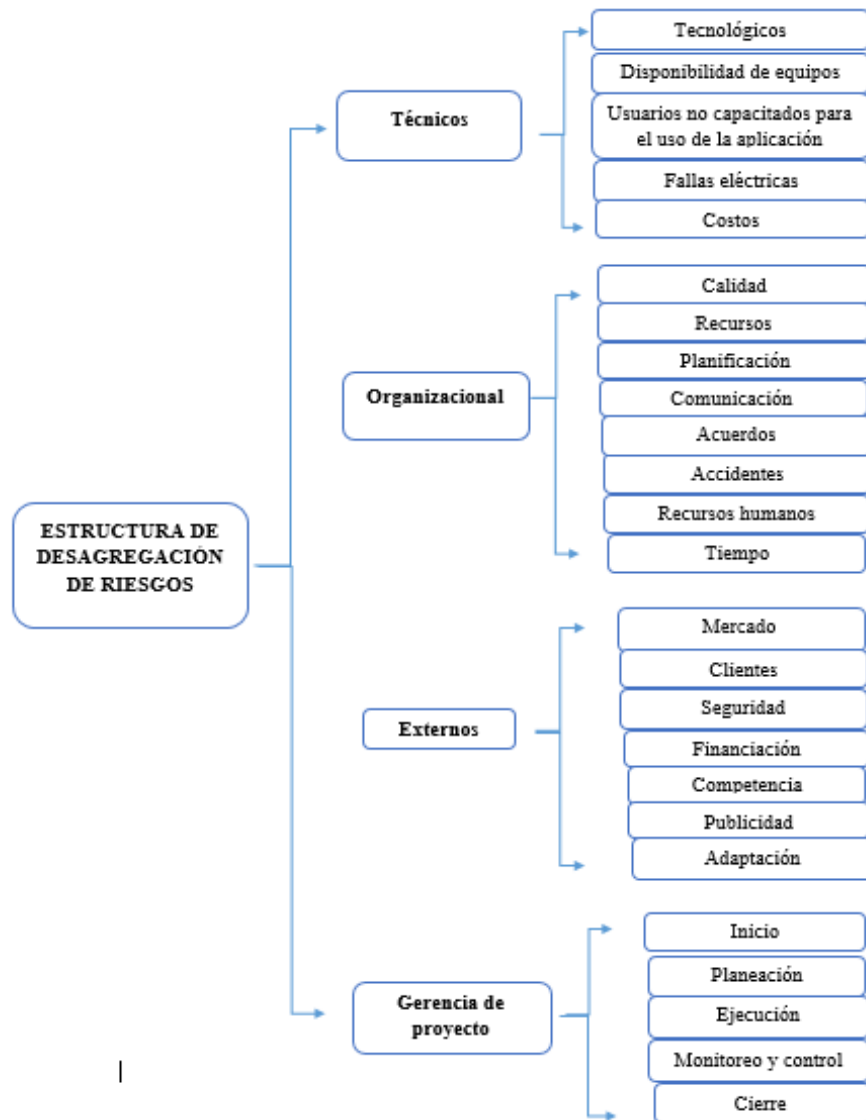 ESTRUCTURA DE
DESAGREGACIÓN
DE RIESGOS
Técnicos
Tecnológicos
Disponibilidad de equipos
Usuarios no capacitados para
el uso de la aplicación
Fallas eléctricas
Costos
Organizacional
Calidad
Recursos
Planificación
Comunicación
Acuerdos
Accidentes
Recursos humanos
Tiempo
Externos
Mercado
Clientes
Seguridad
Financiación
Competencia
Publicidad
Adaptación
Gerencia de
proyecto
Inicio
Planeación
Ejecución
Monitoreo y control
Cierre